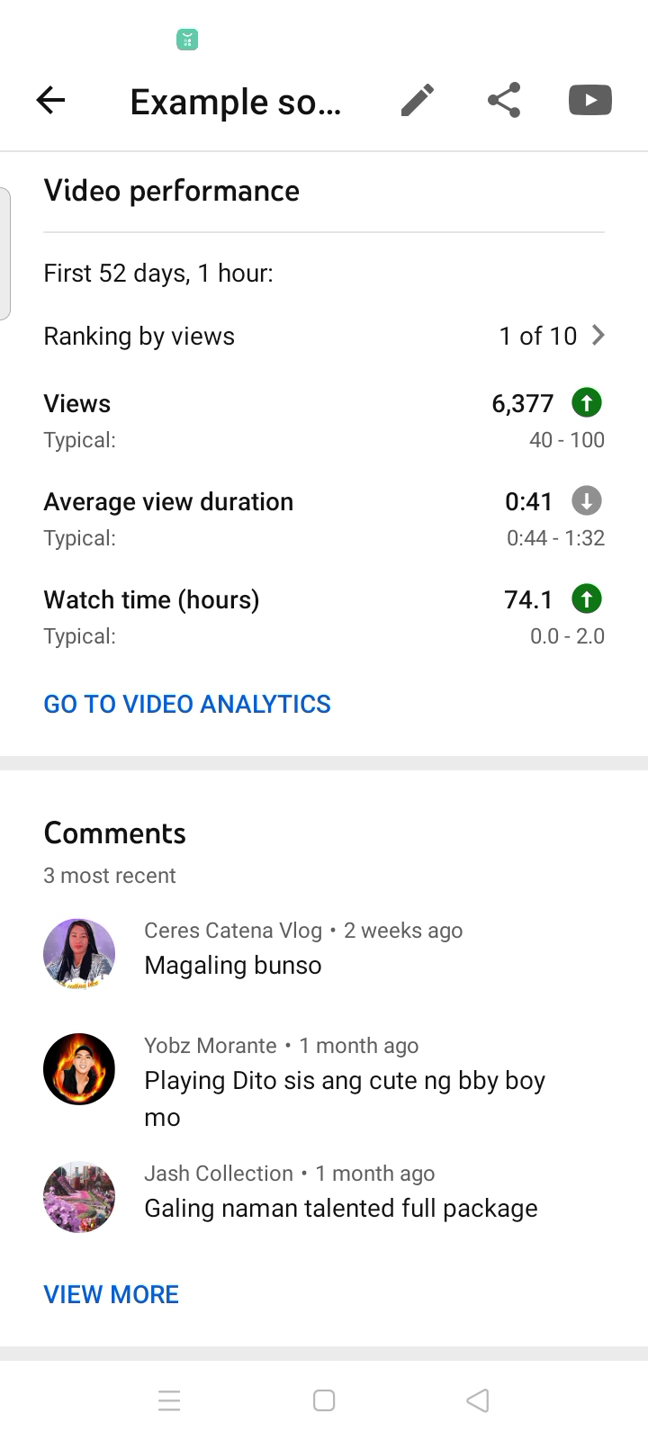 Example so...
Video performance
First 52 days, 1 hour:
Ranking by views 1 of 10
Views 6,377
Typical: 40 - 100
Average view duration 0:41
Typical: 0:44 - 1:32
Watch time (hours) 74.1
Typical: 0.0 - 2.0
GO TO VIDEO ANALYTICS
Comments
3 most recent
Ceres Catena Vlog • 2 weeks ago
Magaling bunso
Yobz Morante • 1 month ago
Playing Dito sis ang cute ng bby boy
mo
Jash Collection • 1 month ago
Galing naman talented full package
VIEW MORE